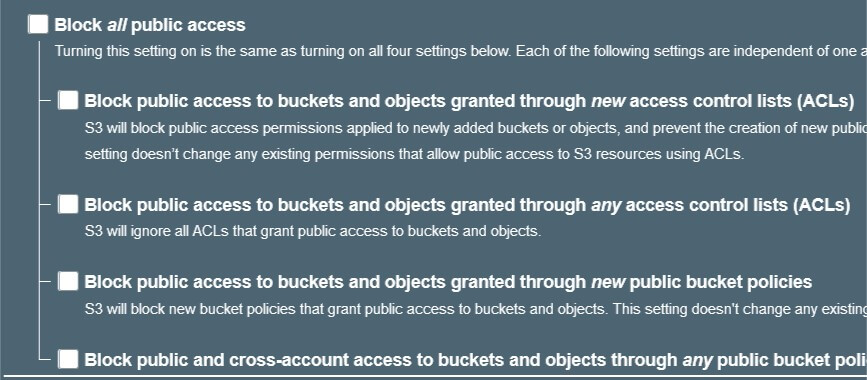 Block all public access
Turning this setting on is the same as turning on all four settings below. Each of the following settings are independent of one
Block public access to buckets and objects granted through new access control lists (ACLs)
S3 will block public access permissions applied to newly added buckets or objects, and prevent the creation of new public
setting doesn't change any existing permissions that allow public access to S3 resources using ACLs.
Block public access to buckets and objects granted through any access control lists (ACLs)
S3 will ignore all ACLs that grant public access to buckets and objects.
Block public access to buckets and objects granted through new public bucket policies
S3 will block new bucket policies that grant public access to buckets and objects. This setting doesn't change any existing
Block public and cross-account access to buckets and objects through any public bucket